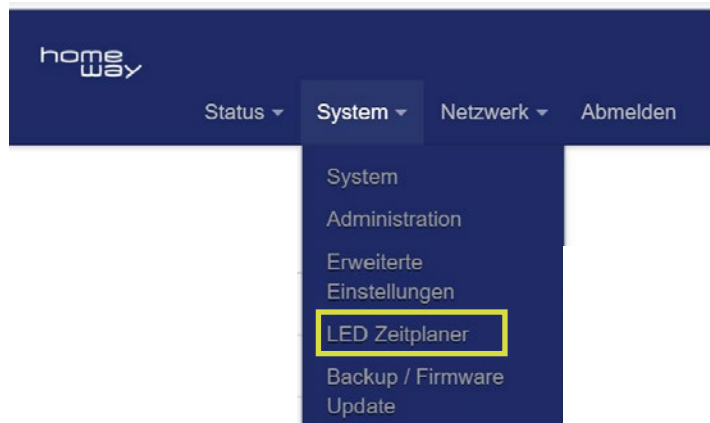 home
way
Status System Netzwerk Abmelden
System
Administration
Erweiterte
Einstellungen
LED Zeitplaner
Backup / Firmware
Update